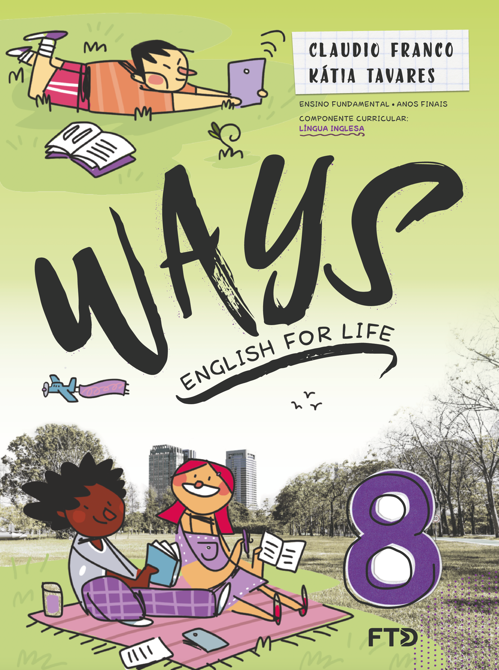 CLAUDIO FRANCO
KÁTIA TAVARES
ENSINO FUNDAMENTAL • ANOS FINAIS
COMPONENTE CURRICULAR:
LÍNGUA INGLESA
WAYS
ENGLISH FOR LIFE
8
FTD